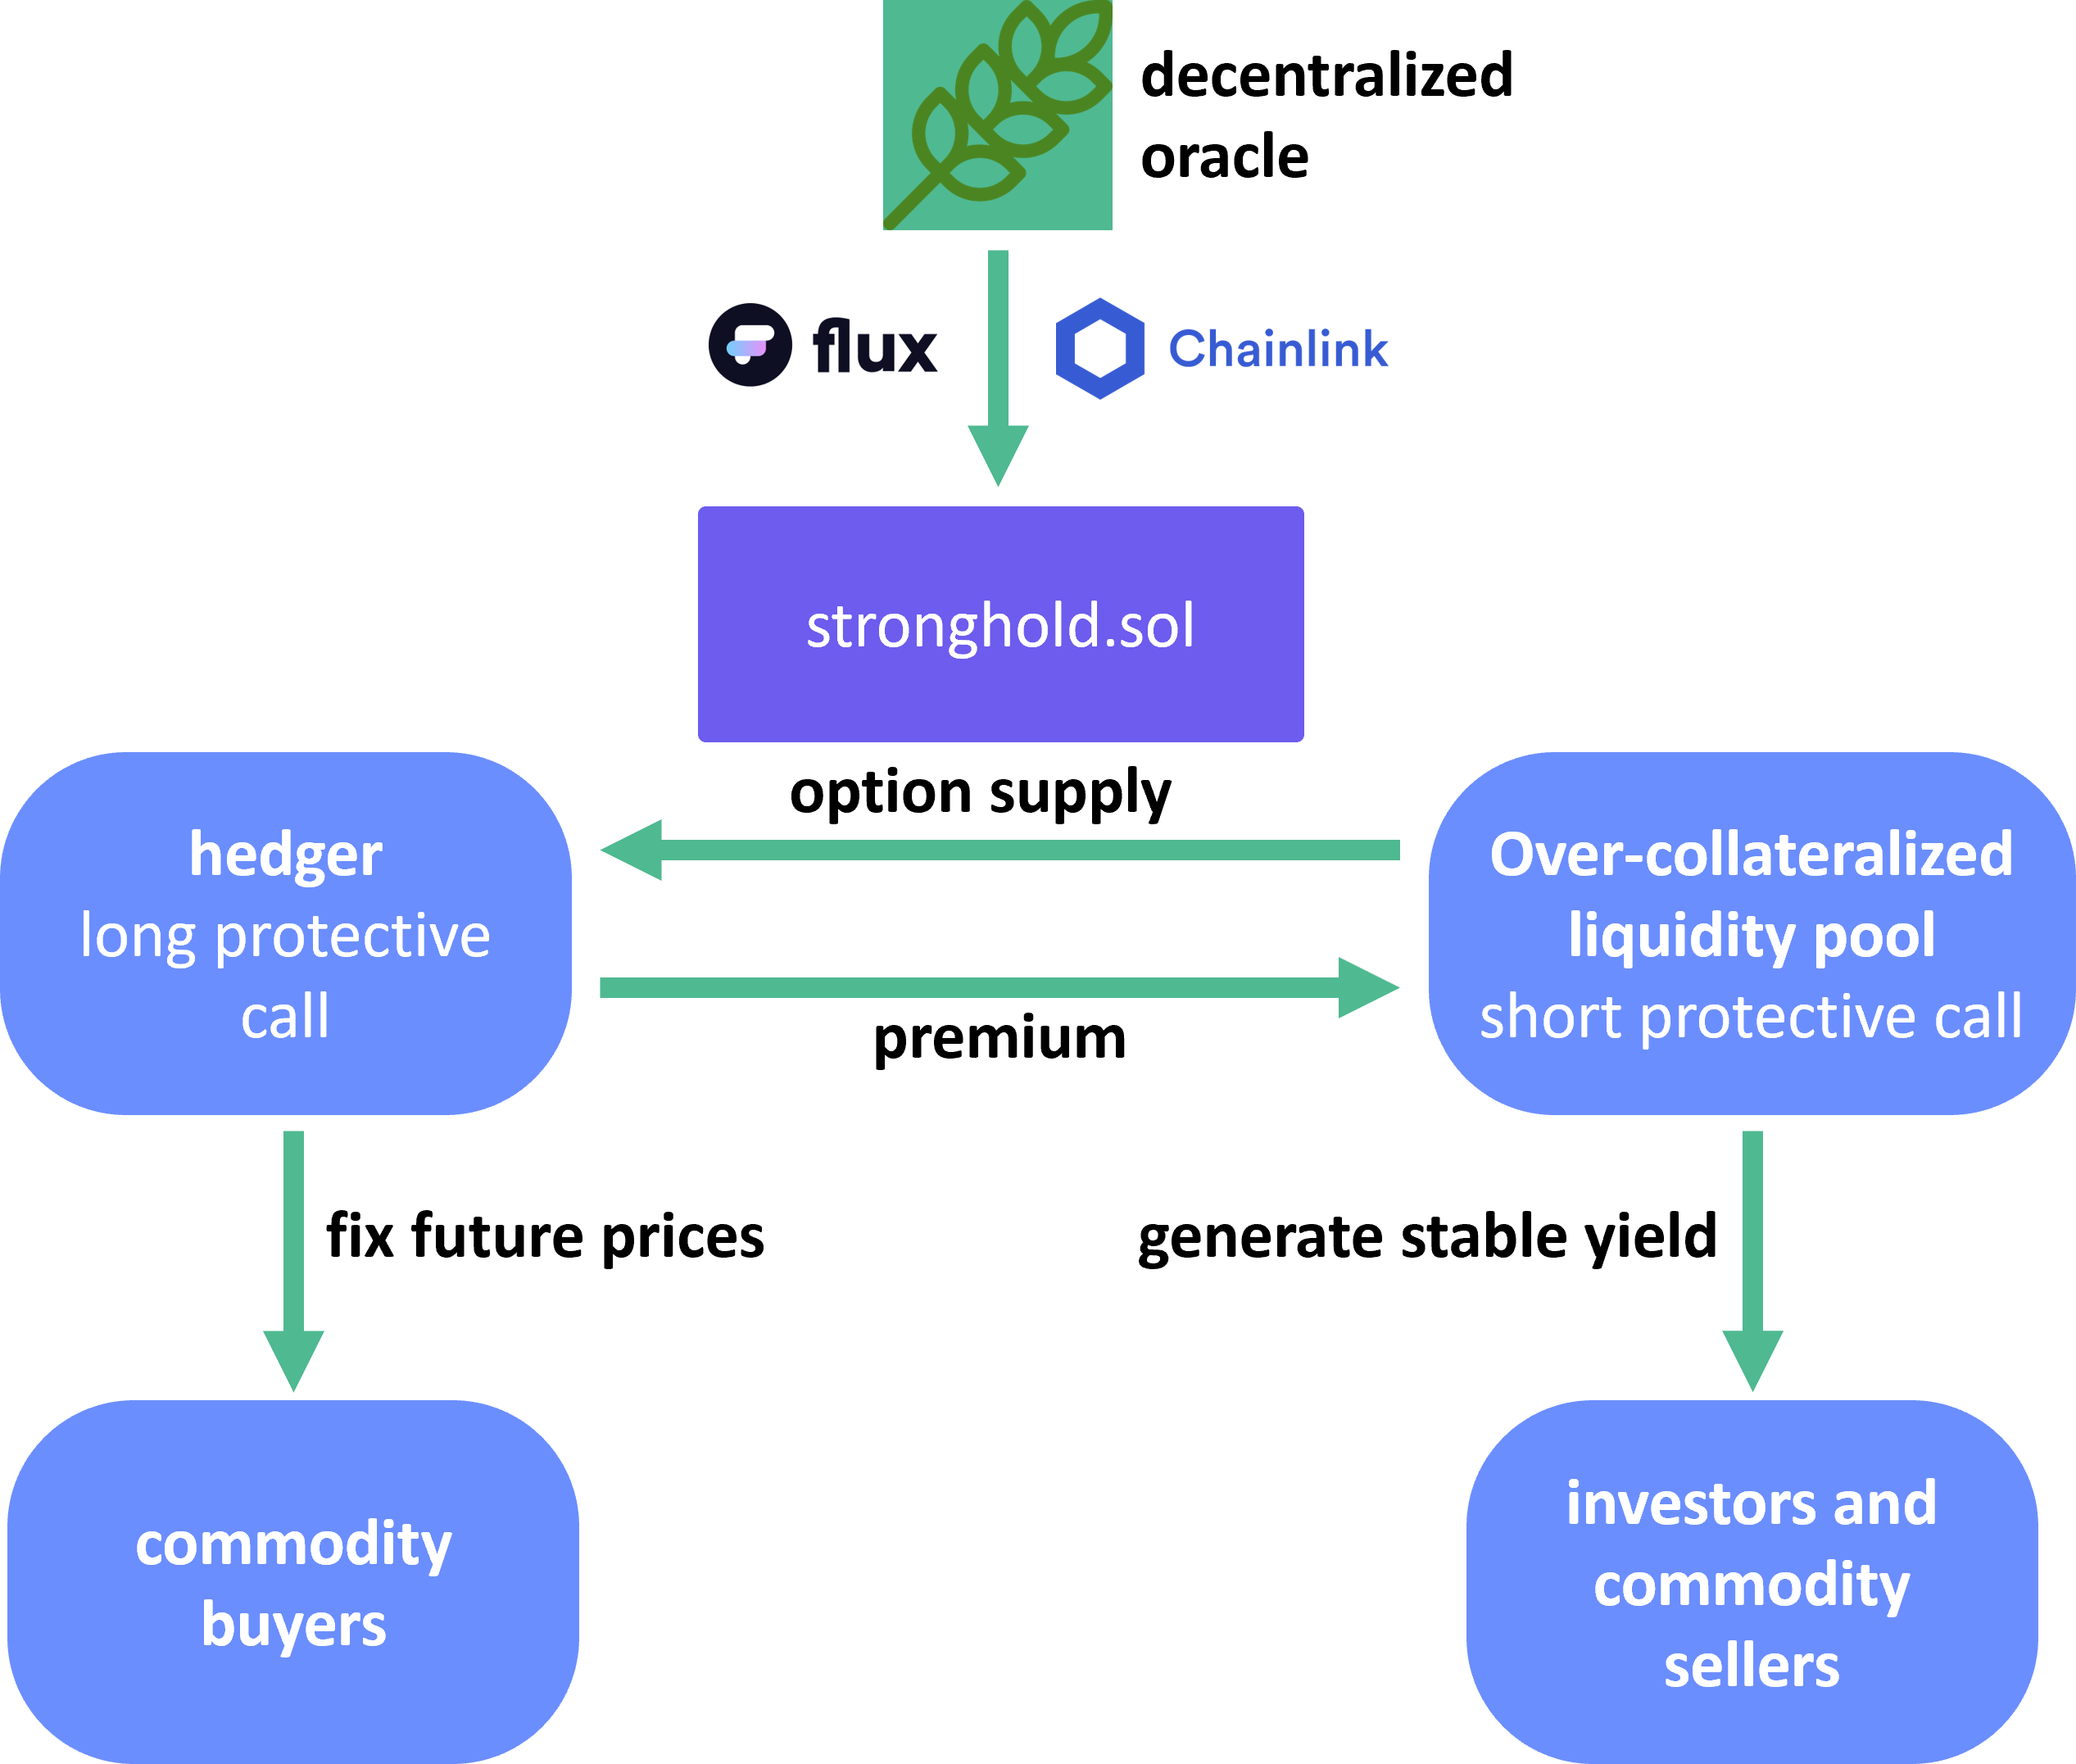 decentralized
oracle
flux
Chainlink
stronghold.sol
option supply
hedger
long protective
call
Over-collateralized
liquidity pool
short protective call
premium
fix future prices
generate stable yield
commodity
buyers
investors and
commodity
sellers